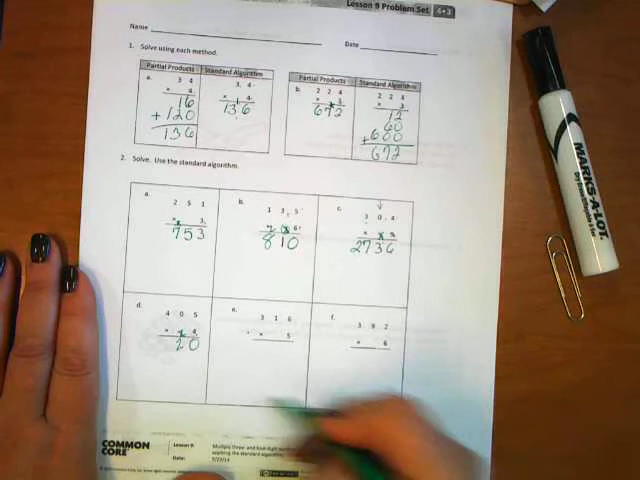 Lesson 9 Problem Set 4•3
Name
Date
1. Solve using each method.
Partial Products Standard Algorithm
a. 3 4
× 4
16
+ 120
136
3 4
× 4
136
Partial Products Standard Algorithm
b. 2 2 4
× 3
672
2 2 4
× 3
12
60
+ 600
672
2. Solve. Use the standard algorithm.
a. 2 5 1
× 3
753
b. 1 3 5
× 6
810
c. 3 0 4
× 9
2736
d. 4 0 5
× 4
20
e. 3 1 6
× 5
f. 3 9 2
× 6
COMMON
CORE
Lesson 9:
Date:
MARKS-A-LOT